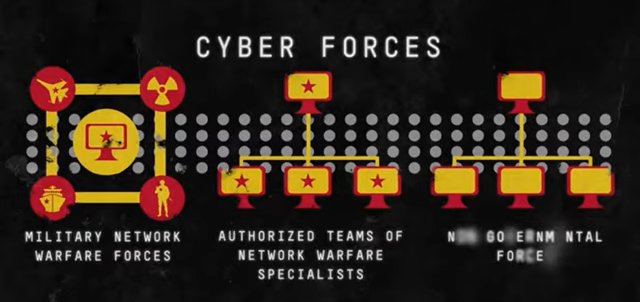 CYBER FORCES
MILITARY NETWORK
WARFARE FORCES
AUTHORIZED TEAMS OF
NETWORK WARFARE
SPECIALISTS